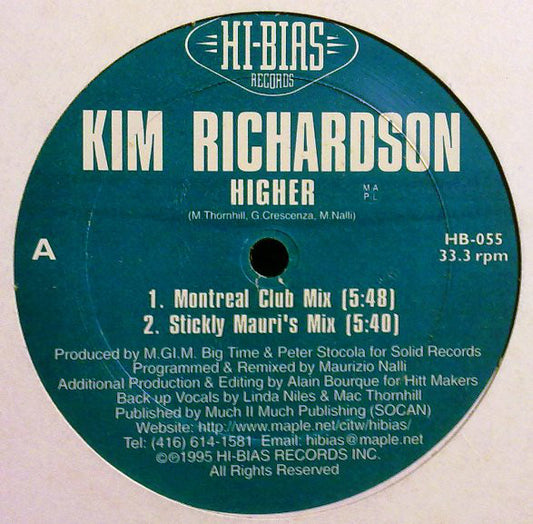 HI-BIAS
RECORDS
KIM RICHARDSON
HIGHER
M A
P L
(M.Thornhill, G.Crescenza, M.Nalli)
A
HB-055
33.3 rpm
1. Montreal Club Mix (5:48)
2. Stickly Mauri's Mix (5:40)
Produced by M.GI.M. Big Time & Peter Stocola for Solid Records
Programmed & Remixed by Maurizio Nalli
Additional Production & Editing by Alain Bourque for Hitt Makers
Back up Vocals by Linda Niles & Mac Thornhill
Published by Much II Much Publishing (SOCAN)
Website: http://www.maple.net/citw/hibias/
Tel: (416) 614-1581 Email: hibias@maple.net
©℗1995 HI-BIAS RECORDS INC.
All Rights Reserved